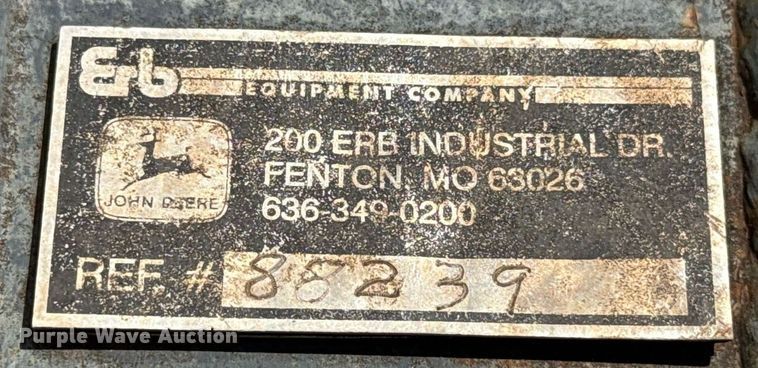 Erb
EQUIPMENT COMPANY
200 ERB INDUSTRIAL DR.
FENTON, MO 63026
JOHN DEERE
636-349-0200
REF. # 88239
Purple Wave Auction